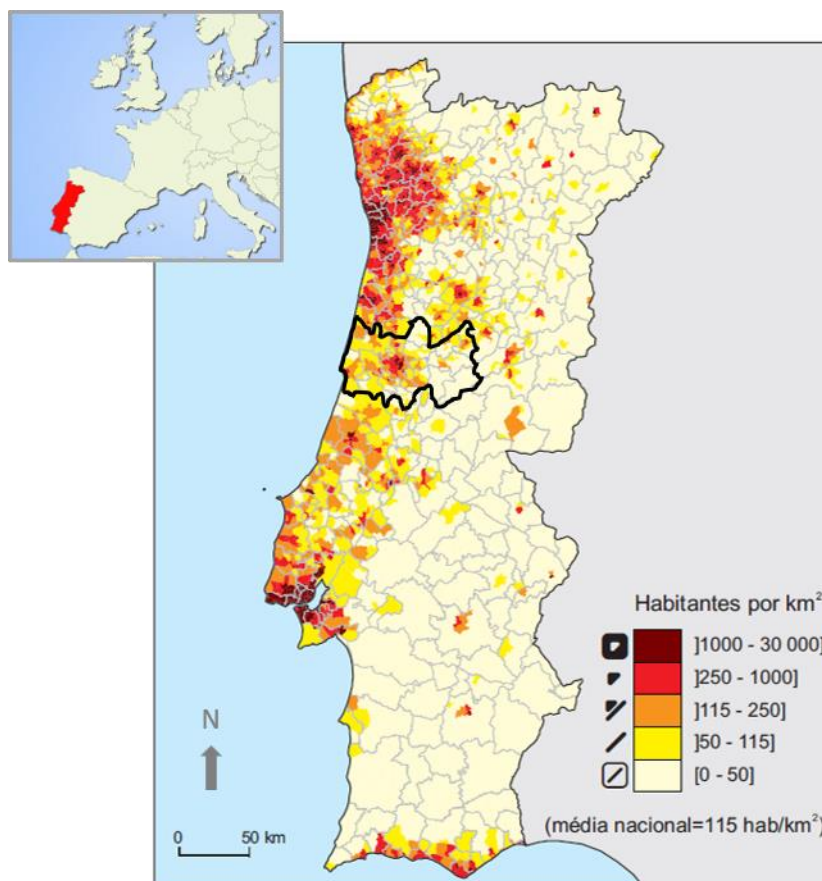 Habitantes por km²
]1000 - 30 000]
]250 - 1000]
]115 - 250]
]50 - 115]
[0 - 50]
(média nacional=115 hab/km²)
N
0 50 km